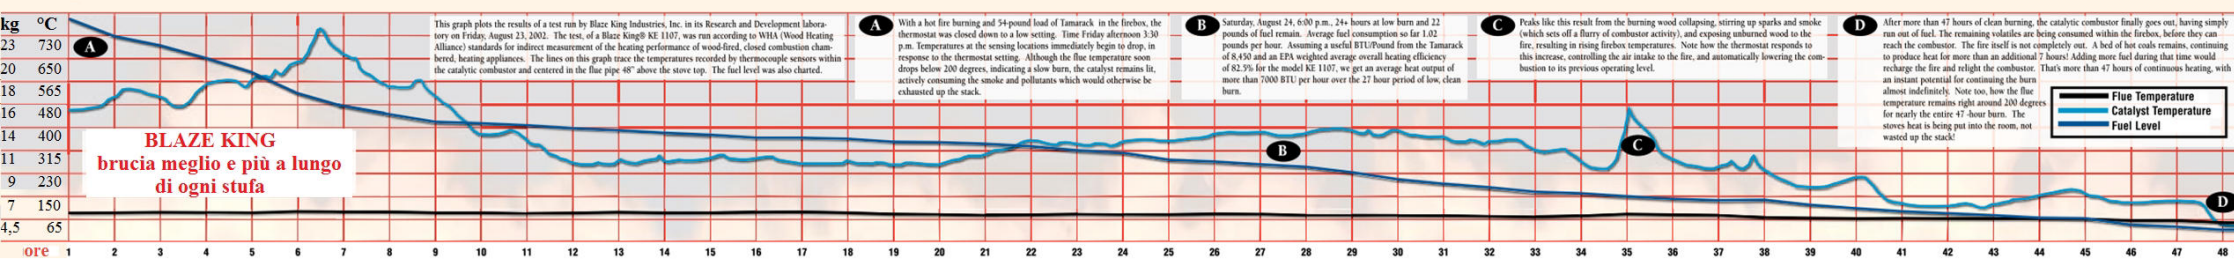 kg °C
23 730
20 650
18 565
16 480
14 400
11 315
9 230
7 150
4,5 65
ore 1 2 3 4 5 6 7 8 9 10 11 12 13 14 15 16 17 18 19 20 21 22 23 24 25 26 27 28 29 30 31 32 33 34 35 36 37 38 39 40 41 42 43 44 45 46 47 48
A
BLAZE KING
brucia meglio e più a lungo
di ogni stufa
This graph plots the results of a test run by Blaze King Industries, Inc. in its Research and Development labora-
tory on Friday, August 23, 2002. The test, of a Blaze King® KE 1107, was run according to WHA (Wood Heating
Alliance) standards for indirect measurement of the heating performance of wood-fired, closed combustion cham-
bered, heating appliances. The lines on this graph trace the temperatures recorded by thermocouple sensors within
the catalytic combustor and centered in the flue pipe 48" above the stove top. The fuel level was also charted.
A
With a hot fire burning and 54-pound load of Tamarack in the firebox, the
thermostat was closed down to a low setting. Time Friday afternoon 3:30
p.m. Temperatures at the sensing locations immediately begin to drop, in
response to the thermostat setting. Although the flue temperature soon
drops below 200 degrees, indicating a slow burn, the catalyst remains lit,
actively consuming the smoke and pollutants which would otherwise be
exhausted up the stack.
B
Saturday, August 24, 6:00 p.m., 24+ hours at low burn and 22
pounds of fuel remain. Average fuel consumption so far 1.02
pounds per hour. Assuming a useful BTU/Pound from the Tamarack
of 8,450 and an EPA weighted average overall heating efficiency
of 82.5% for the model KE 1107, we get an average heat output of
more than 7000 BTU per hour over the 27 hour period of low, clean
burn.
B
C
Peaks like this result from the burning wood collapsing, stirring up sparks and smoke
(which sets off a flurry of combustor activity), and exposing unburned wood to the
fire, resulting in rising firebox temperatures. Note how the thermostat responds to
this increase, controlling the air intake to the fire, and automatically lowering the com-
bustion to its previous operating level.
C
D
After more than 47 hours of clean burning, the catalytic combustor finally goes out, having simply
run out of fuel. The remaining volatiles are being consumed within the firebox, before they can
reach the combustor. The fire itself is not completely out. A bed of hot coals remains, continuing
to produce heat for more than an additional 7 hours! Adding more fuel during that time would
recharge the fire and relight the combustor. That's more than 47 hours of continuous heating, with
an instant potential for continuing the burn
almost indefinitely. Note too, how the flue
temperature remains right around 200 degrees
for nearly the entire 47-hour burn. The
stoves heat is being put into the room, not
wasted up the stack!
Flue Temperature
Catalyst Temperature
Fuel Level
D